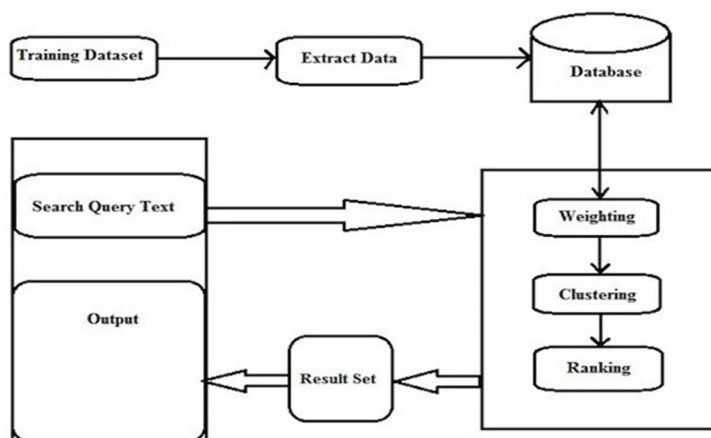 Training Dataset
Extract Data
Database
Search Query Text
Weighting
Clustering
Output
Ranking
Result Set